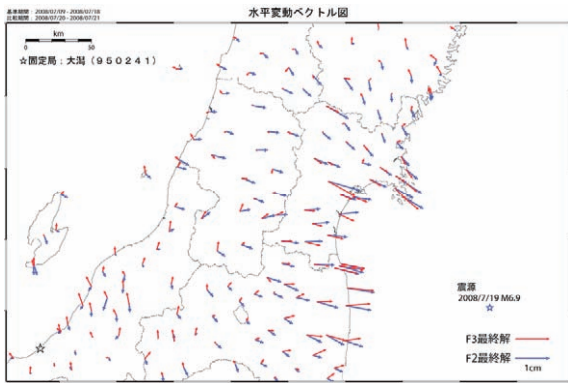 水平変動ベクトル図
基準期間：2008/07/09 - 2008/07/18
比較期間：2008/07/20 - 2008/07/21
km
0 50
☆固定局：大潟（950241）
震源
2008/7/19 M6.9
F3最終解
F2最終解
1cm